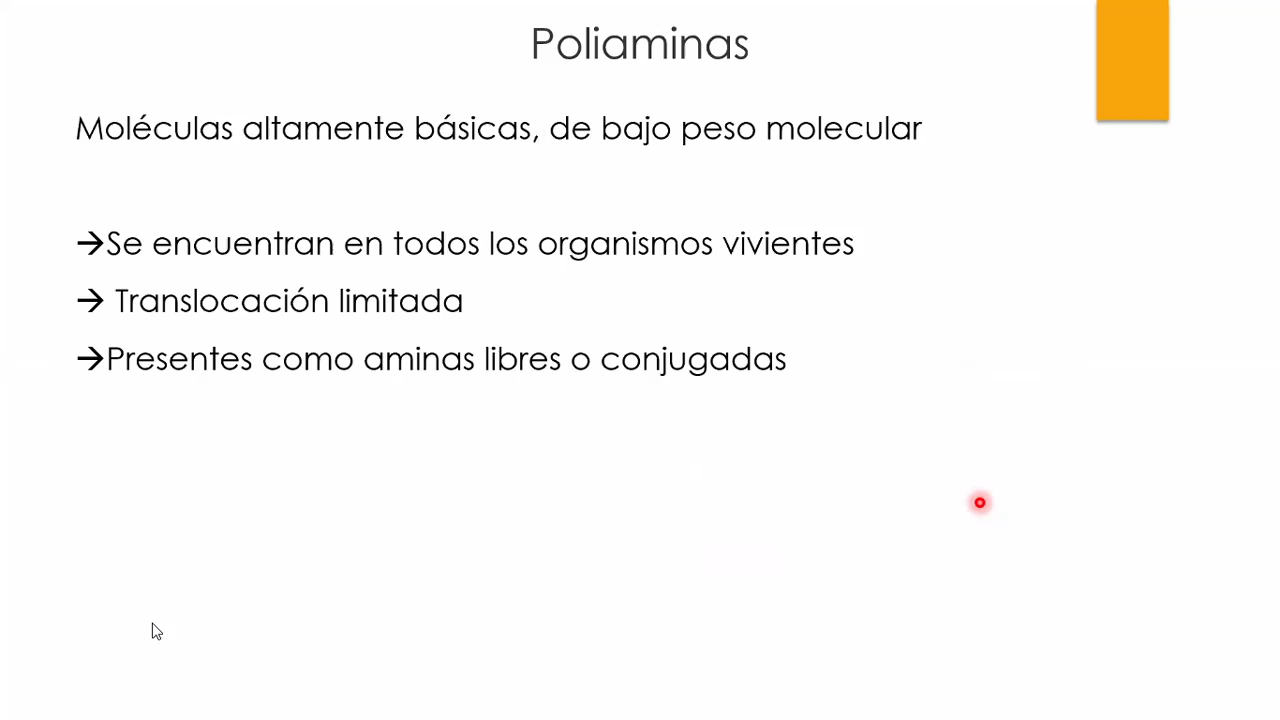 Poliaminas
Moléculas altamente básicas, de bajo peso molecular
→Se encuentran en todos los organismos vivientes
→ Translocación limitada
→Presentes como aminas libres o conjugadas